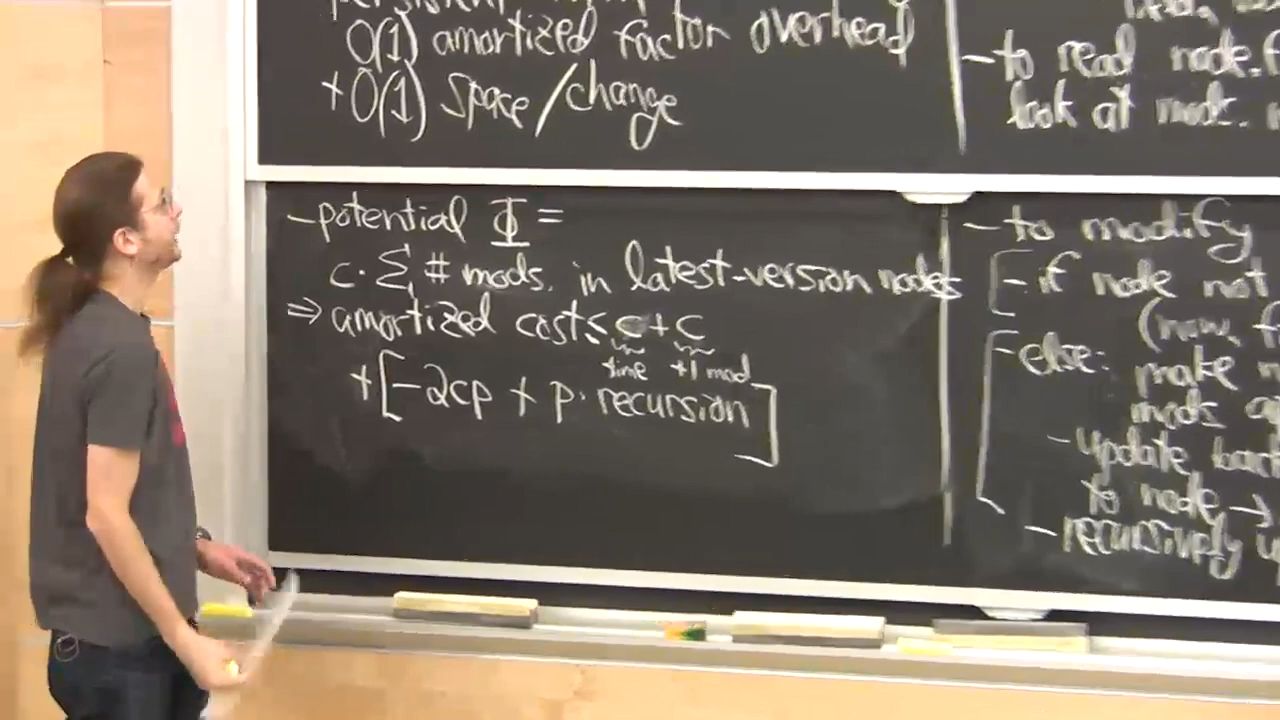 O(1) amortized factor overhead
+ O(1) space/change
- to read node.f
look at mods.
- potential Φ =
c·Σ # mods. in latest-version nodes
⇒ amortized cost ≤ c + c
time +1 mod
+ [-2cp + p· recursion]
- to modify
- if node not
(now, f
- else: make n
mods
- update back
to node →
- recursively u